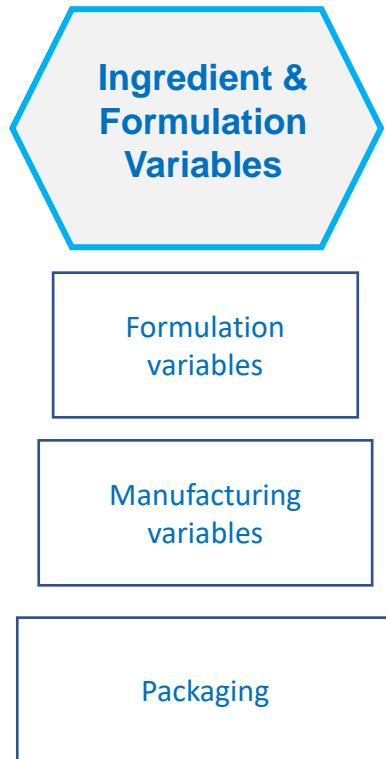 Ingredient &
Formulation
Variables
Formulation
variables
Manufacturing
variables
Packaging